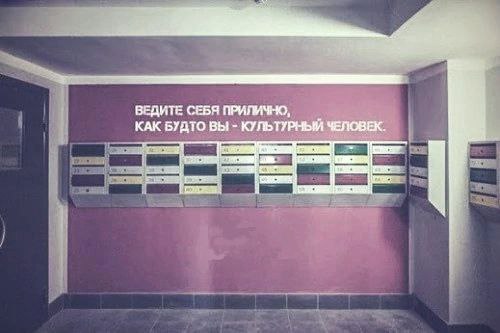 ВЕДИТЕ СЕБЯ ПРИЛИЧНО,
КАК БУДТО ВЫ - КУЛЬТУРНЫЙ ЧЕЛОВЕК.